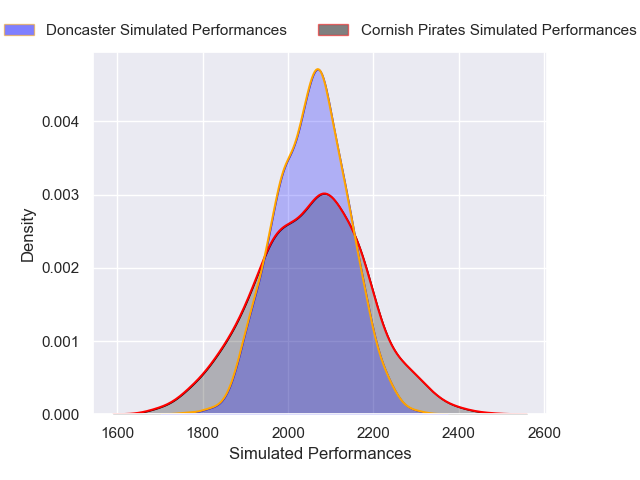 Doncaster Simulated Performances Cornish Pirates Simulated Performances
0.004
0.003
0.002
0.001
0.000
Density
1600 1800 2000 2200 2400 2600
Simulated Performances